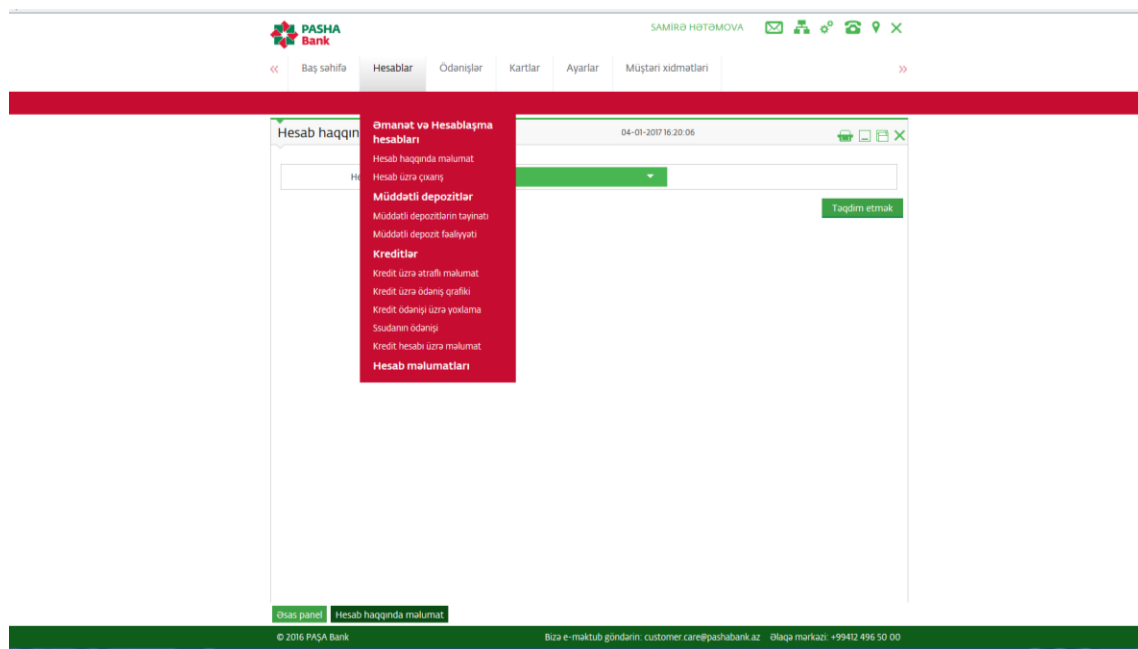 PASHA
Bank
SAMİRƏ HƏTƏMOVA
Baş səhifə Hesablar Ödənişlər Kartlar Ayarlar Müştəri xidmətləri
Hesab haqqın
04-01-2017 16:20:06
Əmanət və Hesablaşma
hesabları
Hesab haqqında məlumat
He
Hesab üzrə çıxarış
Müddətli depozitlər
Təqdim etmək
Müddətli depozitlərin təyinatı
Müddətli depozit fəaliyyəti
Kreditlər
Kredit üzrə ətraflı məlumat
Kredit üzrə ödəniş qrafiki
Kredit ödənişi üzrə yoxlama
Ssudanın ödənişi
Kredit hesabı üzrə məlumat
Hesab məlumatları
Əsas panel Hesab haqqında məlumat
© 2016 PAŞA Bank Bizə e-məktub göndərin: customer.care@pashabank.az Əlaqə mərkəzi: +99412 496 50 00